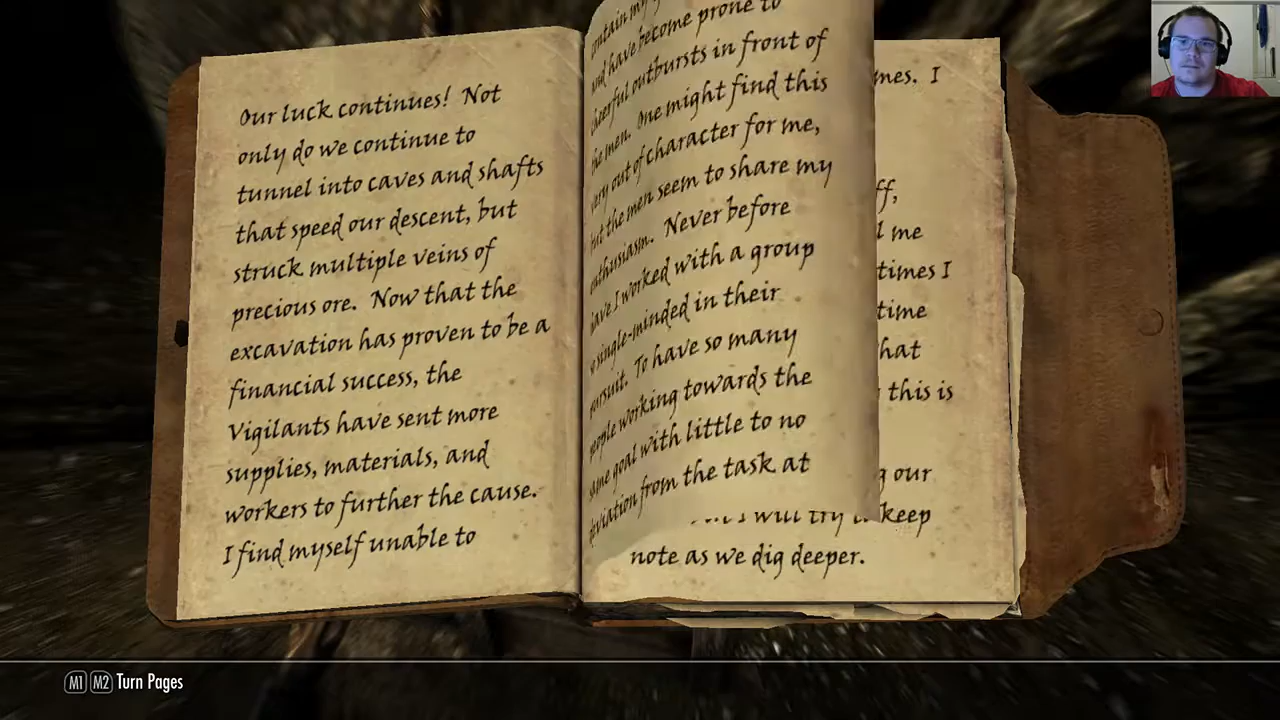 Our luck continues! Not
only do we continue to
tunnel into caves and shafts
that speed our descent, but
struck multiple veins of
precious ore. Now that the
excavation has proven to be a
financial success, the
Vigilants have sent more
supplies, materials, and
workers to further the cause.
I find myself unable to
contain my
and have become prone to
cheerful outbursts in front of
the men. One might find this
very out of character for me,
but the men seem to share my
enthusiasm. Never before
have I worked with a group
single-minded in their
pursuit. To have so many
people working towards the
same goal with little to no
deviation from the task at
mes. I
ff,
me
times I
time
hat
this is
our
I will try keep
note as we dig deeper.
M1 M2 Turn Pages